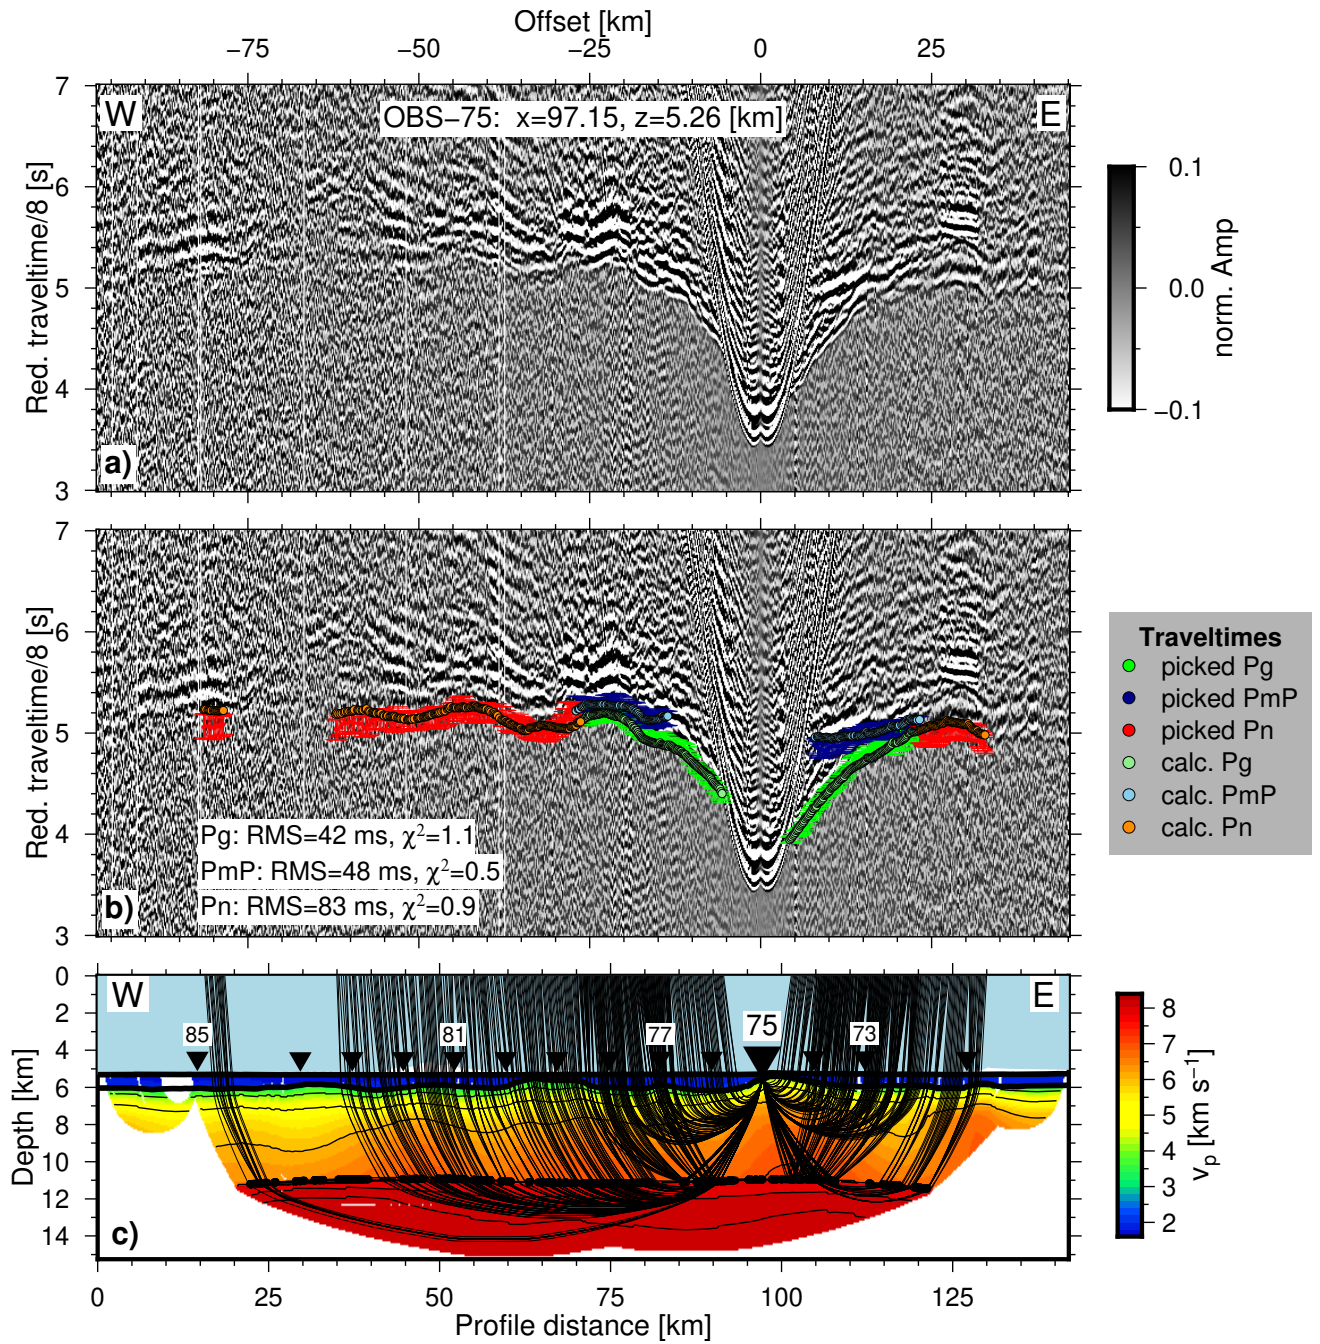 Offset [km]
−75 −50 −25 0 25
7
W
E
OBS−75: x=97.15, z=5.26 [km]
6
5
4
3
Red. traveltime/8 [s]
a)
0.1
0.0
−0.1
norm. Amp
7
6
5
4
3
Red. traveltime/8 [s]
Pg: RMS=42 ms, χ²=1.1
PmP: RMS=48 ms, χ²=0.5
Pn: RMS=83 ms, χ²=0.9
b)
Traveltimes
picked Pg
picked PmP
picked Pn
calc. Pg
calc. PmP
calc. Pn
0
2
4
6
8
10
12
14
Depth [km]
W
E
85
81
77
75
73
c)
8
7
6
5
4
3
2
vp [km s⁻¹]
0 25 50 75 100 125
Profile distance [km]